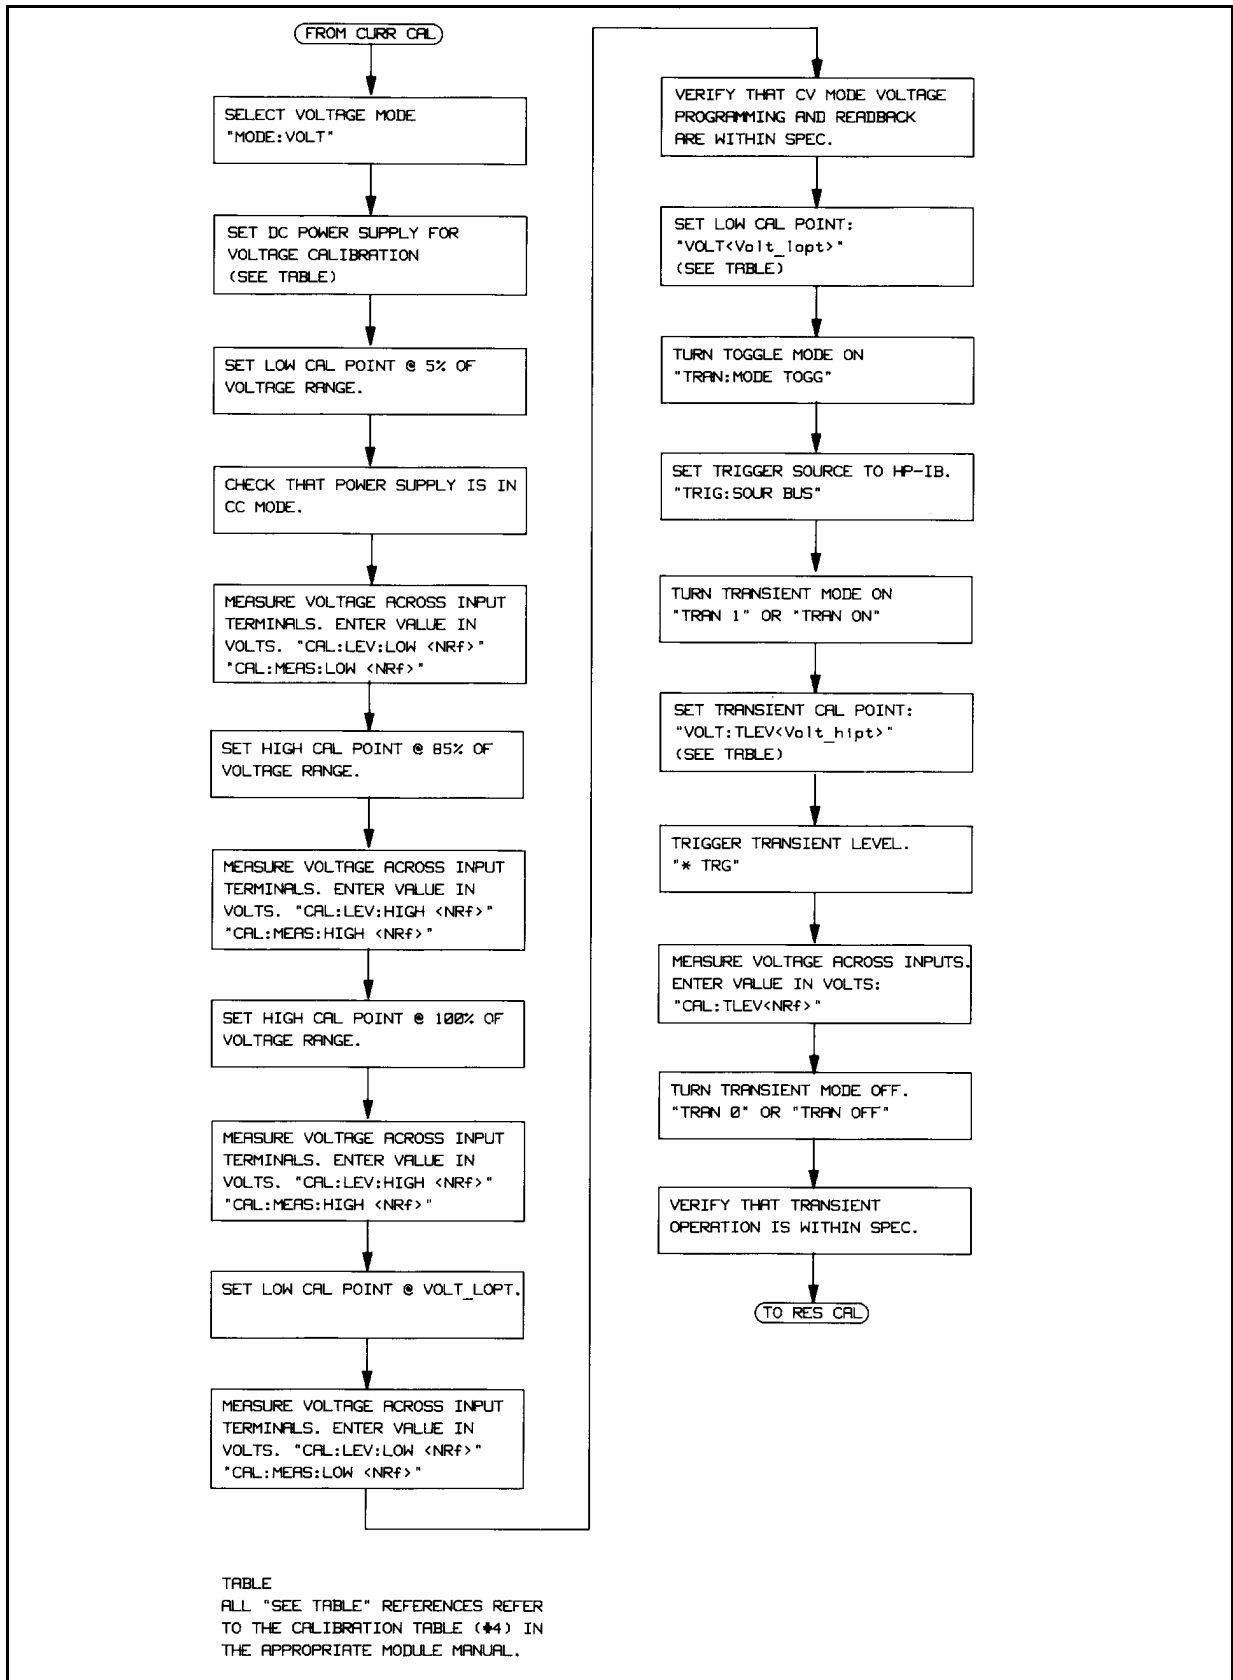 FROM CURR CAL
SELECT VOLTAGE MODE
"MODE:VOLT"
SET DC POWER SUPPLY FOR
VOLTAGE CALIBRATION
(SEE TABLE)
SET LOW CAL POINT @ 5% OF
VOLTAGE RANGE.
CHECK THAT POWER SUPPLY IS IN
CC MODE.
MEASURE VOLTAGE ACROSS INPUT
TERMINALS. ENTER VALUE IN
VOLTS. "CAL:LEV:LOW <NRf>"
"CAL:MEAS:LOW <NRf>"
SET HIGH CAL POINT @ 85% OF
VOLTAGE RANGE.
MEASURE VOLTAGE ACROSS INPUT
TERMINALS. ENTER VALUE IN
VOLTS. "CAL:LEV:HIGH <NRf>"
"CAL:MEAS:HIGH <NRf>"
SET HIGH CAL POINT @ 100% OF
VOLTAGE RANGE.
MEASURE VOLTAGE ACROSS INPUT
TERMINALS. ENTER VALUE IN
VOLTS. "CAL:LEV:HIGH <NRf>"
"CAL:MEAS:HIGH <NRf>"
SET LOW CAL POINT @ VOLT_LOPT.
MEASURE VOLTAGE ACROSS INPUT
TERMINALS. ENTER VALUE IN
VOLTS. "CAL:LEV:LOW <NRf>"
"CAL:MEAS:LOW <NRf>"
VERIFY THAT CV MODE VOLTAGE
PROGRAMMING AND READBACK
ARE WITHIN SPEC.
SET LOW CAL POINT:
"VOLT<Volt_lopt>"
(SEE TABLE)
TURN TOGGLE MODE ON
"TRAN:MODE TOGG"
SET TRIGGER SOURCE TO HP-IB.
"TRIG:SOUR BUS"
TURN TRANSIENT MODE ON
"TRAN 1" OR "TRAN ON"
SET TRANSIENT CAL POINT:
"VOLT:TLEV<Volt_hipt>"
(SEE TABLE)
TRIGGER TRANSIENT LEVEL.
"* TRG"
MEASURE VOLTAGE ACROSS INPUTS.
ENTER VALUE IN VOLTS:
"CAL:TLEV<NRf>"
TURN TRANSIENT MODE OFF.
"TRAN 0" OR "TRAN OFF"
VERIFY THAT TRANSIENT
OPERATION IS WITHIN SPEC.
TO RES CAL
TABLE
ALL "SEE TABLE" REFERENCES REFER
TO THE CALIBRATION TABLE (#4) IN
THE APPROPRIATE MODULE MANUAL.